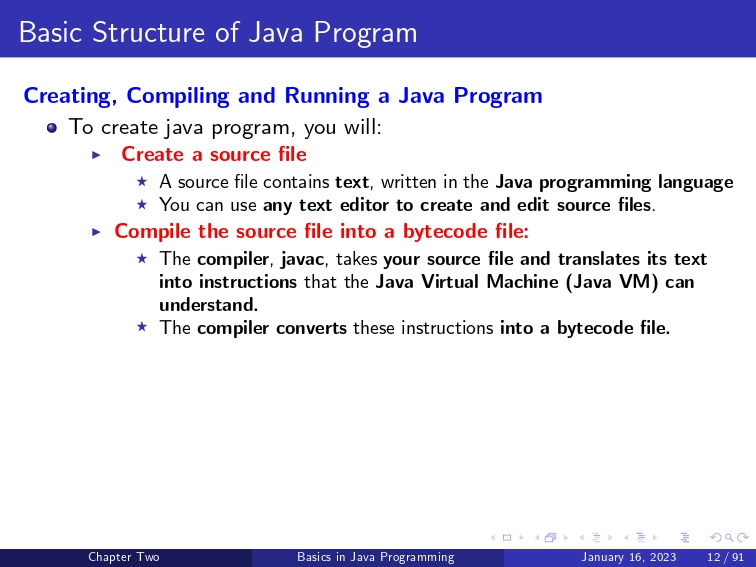 Basic Structure of Java Program
Creating, Compiling and Running a Java Program
To create java program, you will:
Create a source file
A source file contains text, written in the Java programming language
You can use any text editor to create and edit source files.
Compile the source file into a bytecode file:
The compiler, javac, takes your source file and translates its text
into instructions that the Java Virtual Machine (Java VM) can
understand.
The compiler converts these instructions into a bytecode file.
Chapter Two Basics in Java Programming January 16, 2023 12 / 91